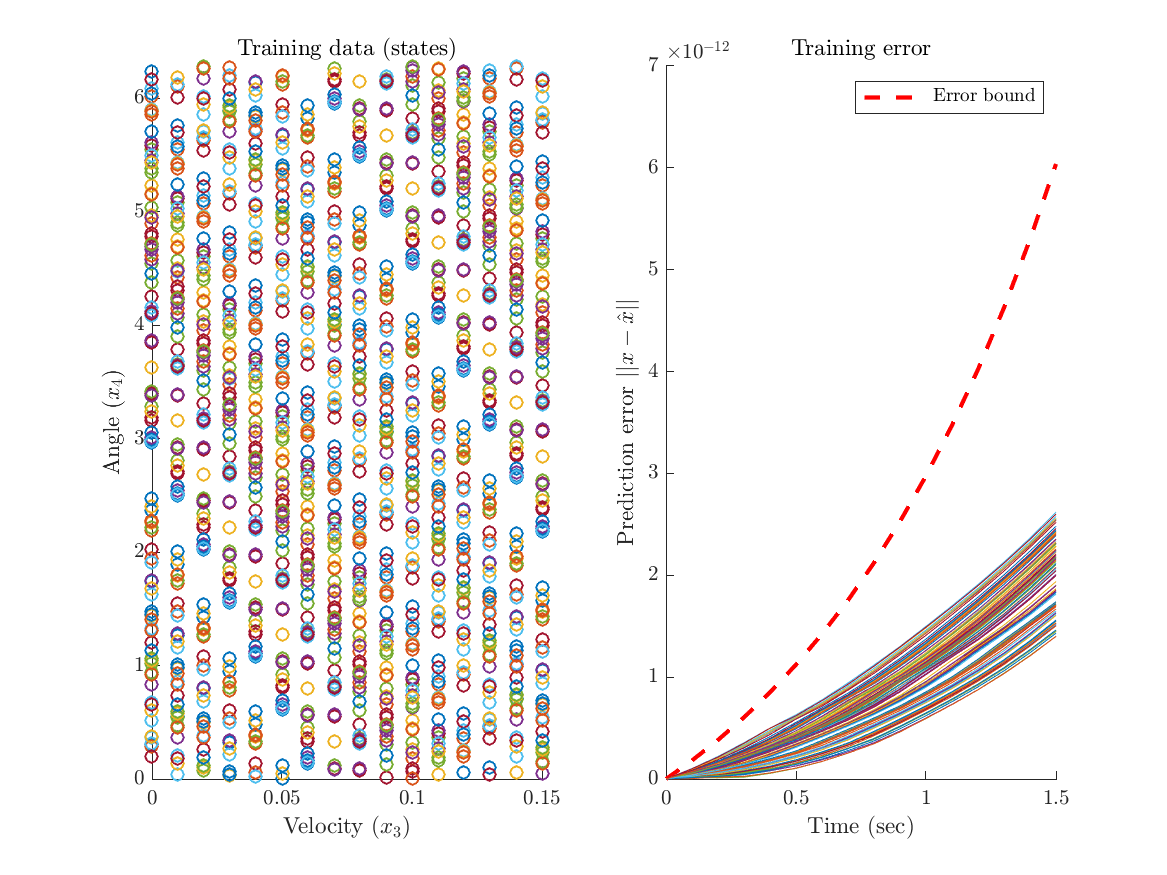 Training data (states)
6
5
4
3
2
1
0
0 0.05 0.1 0.15
Velocity (x₃)
Angle (x₄)
Training error
×10⁻¹²
7
6
5
4
3
2
1
0
0 0.5 1 1.5
Time (sec)
Prediction error ||x − x̂||
Error bound